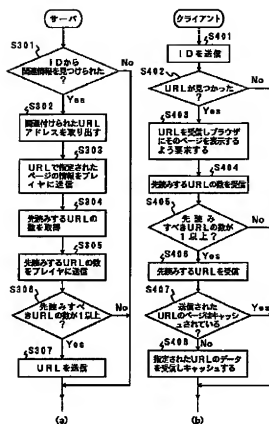 サーバ
S301
IDから
関連情報を見つけられた
?
No
Yes
S302
関連付けられたURL
アドレスを取り出す
S303
URLで指定された
ページの情報をプレ
イヤに送信
S304
先読みするURLの
数を取得
S305
先読みするURLの数
をプレイヤに送信
S306
先読みすべ
きURLの数が1以上
?
No
Yes
S307
URLを送信
(a)
クライアント
S401
IDを送信
S402
URLが見つかった
?
No
Yes
S403
URLを受信しブラウザ
にそのページを表示する
よう要求する
S404
先読みするURLの数を受信
S405
先読み
すべきURLの数が
1以上?
No
Yes
S406
先読みするURLを受信
S407
送信された
URLのページはキャッシ
ュされている
?
Yes
No
S408
指定されたURLのデータ
を受信しキャッシュする
(b)